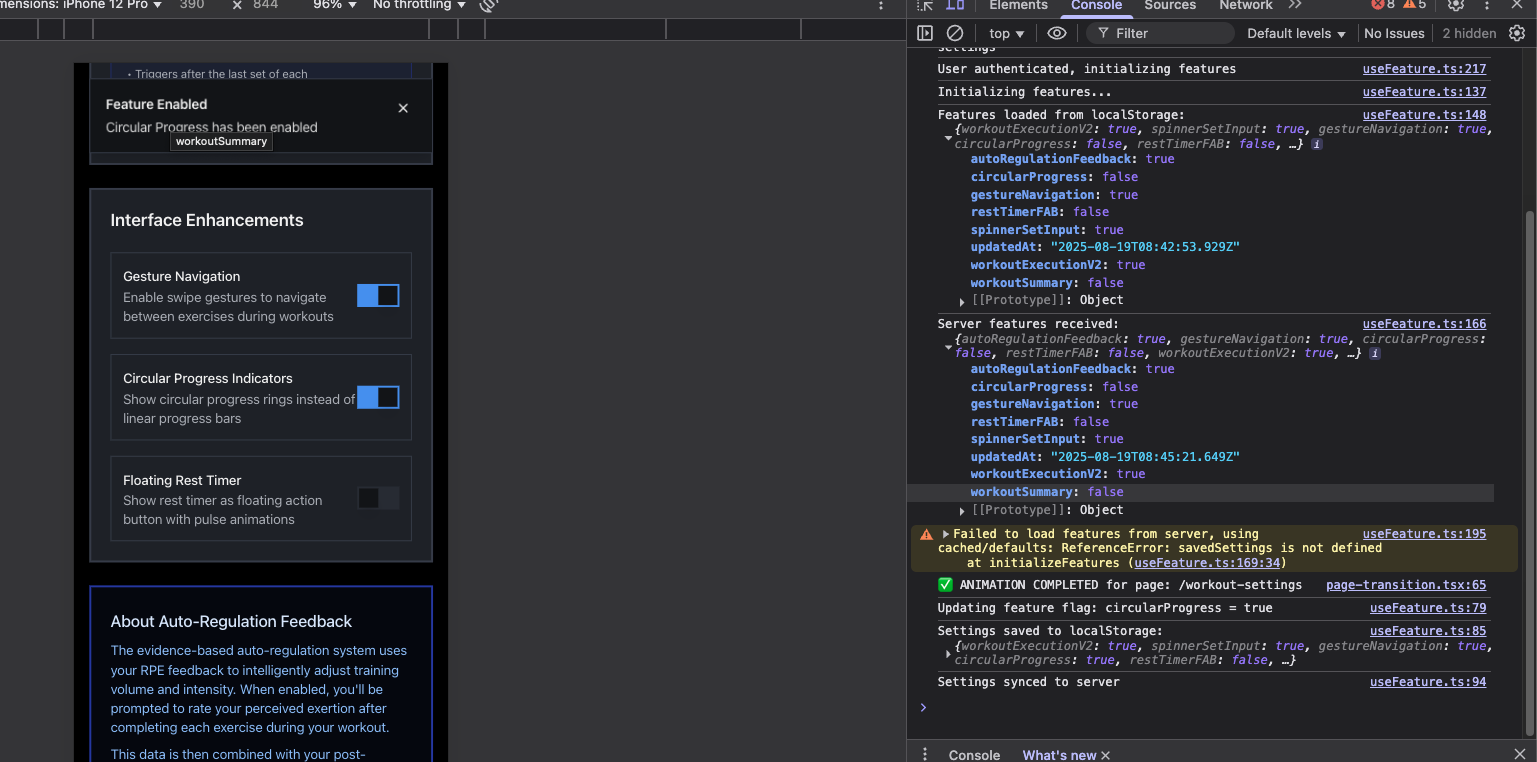 mensions: iPhone 12 Pro ▼ 390 × 844 96% ▼ No throttling ▼
• Triggers after the last set of each
Feature Enabled
Circular Progress has been enabled
workoutSummary
Interface Enhancements
Gesture Navigation
Enable swipe gestures to navigate
between exercises during workouts
Circular Progress Indicators
Show circular progress rings instead of
linear progress bars
Floating Rest Timer
Show rest timer as floating action
button with pulse animations
About Auto-Regulation Feedback
The evidence-based auto-regulation system uses
your RPE feedback to intelligently adjust training
volume and intensity. When enabled, you'll be
prompted to rate your perceived exertion after
completing each exercise during your workout.
This data is then combined with your post-
Elements Console Sources Network 8 5
top ▼ Filter Default levels ▼ No Issues 2 hidden
settings
User authenticated, initializing features useFeature.ts:217
Initializing features... useFeature.ts:137
Features loaded from localStorage: useFeature.ts:148
{workoutExecutionV2: true, spinnerSetInput: true, gestureNavigation: true,
circularProgress: false, restTimerFAB: false, …} i
autoRegulationFeedback: true
circularProgress: false
gestureNavigation: true
restTimerFAB: false
spinnerSetInput: true
updatedAt: "2025-08-19T08:42:53.929Z"
workoutExecutionV2: true
workoutSummary: false
[[Prototype]]: Object
Server features received: useFeature.ts:166
{autoRegulationFeedback: true, gestureNavigation: true, circularProgress:
false, restTimerFAB: false, workoutExecutionV2: true, …} i
autoRegulationFeedback: true
circularProgress: false
gestureNavigation: true
restTimerFAB: false
spinnerSetInput: true
updatedAt: "2025-08-19T08:45:21.649Z"
workoutExecutionV2: true
workoutSummary: false
[[Prototype]]: Object
Failed to load features from server, using useFeature.ts:195
cached/defaults: ReferenceError: savedSettings is not defined
at initializeFeatures (useFeature.ts:169:34)
✅ ANIMATION COMPLETED for page: /workout-settings page-transition.tsx:65
Updating feature flag: circularProgress = true useFeature.ts:79
Settings saved to localStorage: useFeature.ts:85
{workoutExecutionV2: true, spinnerSetInput: true, gestureNavigation: true,
circularProgress: true, restTimerFAB: false, …}
Settings synced to server useFeature.ts:94
Console What's new